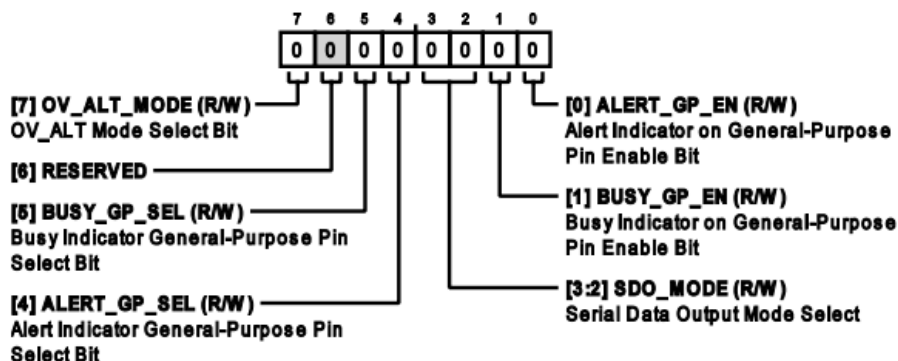 7 6 5 4 3 2 1 0
0 0 0 0 0 0 0 0
[7] OV_ALT_MODE (R/W)
OV_ALT Mode Select Bit
[6] RESERVED
[5] BUSY_GP_SEL (R/W)
Busy Indicator General-Purpose Pin
Select Bit
[4] ALERT_GP_SEL (R/W)
Alert Indicator General-Purpose Pin
Select Bit
[0] ALERT_GP_EN (R/W)
Alert Indicator on General-Purpose
Pin Enable Bit
[1] BUSY_GP_EN (R/W)
Busy Indicator on General-Purpose
Pin Enable Bit
[3:2] SDO_MODE (R/W)
Serial Data Output Mode Select